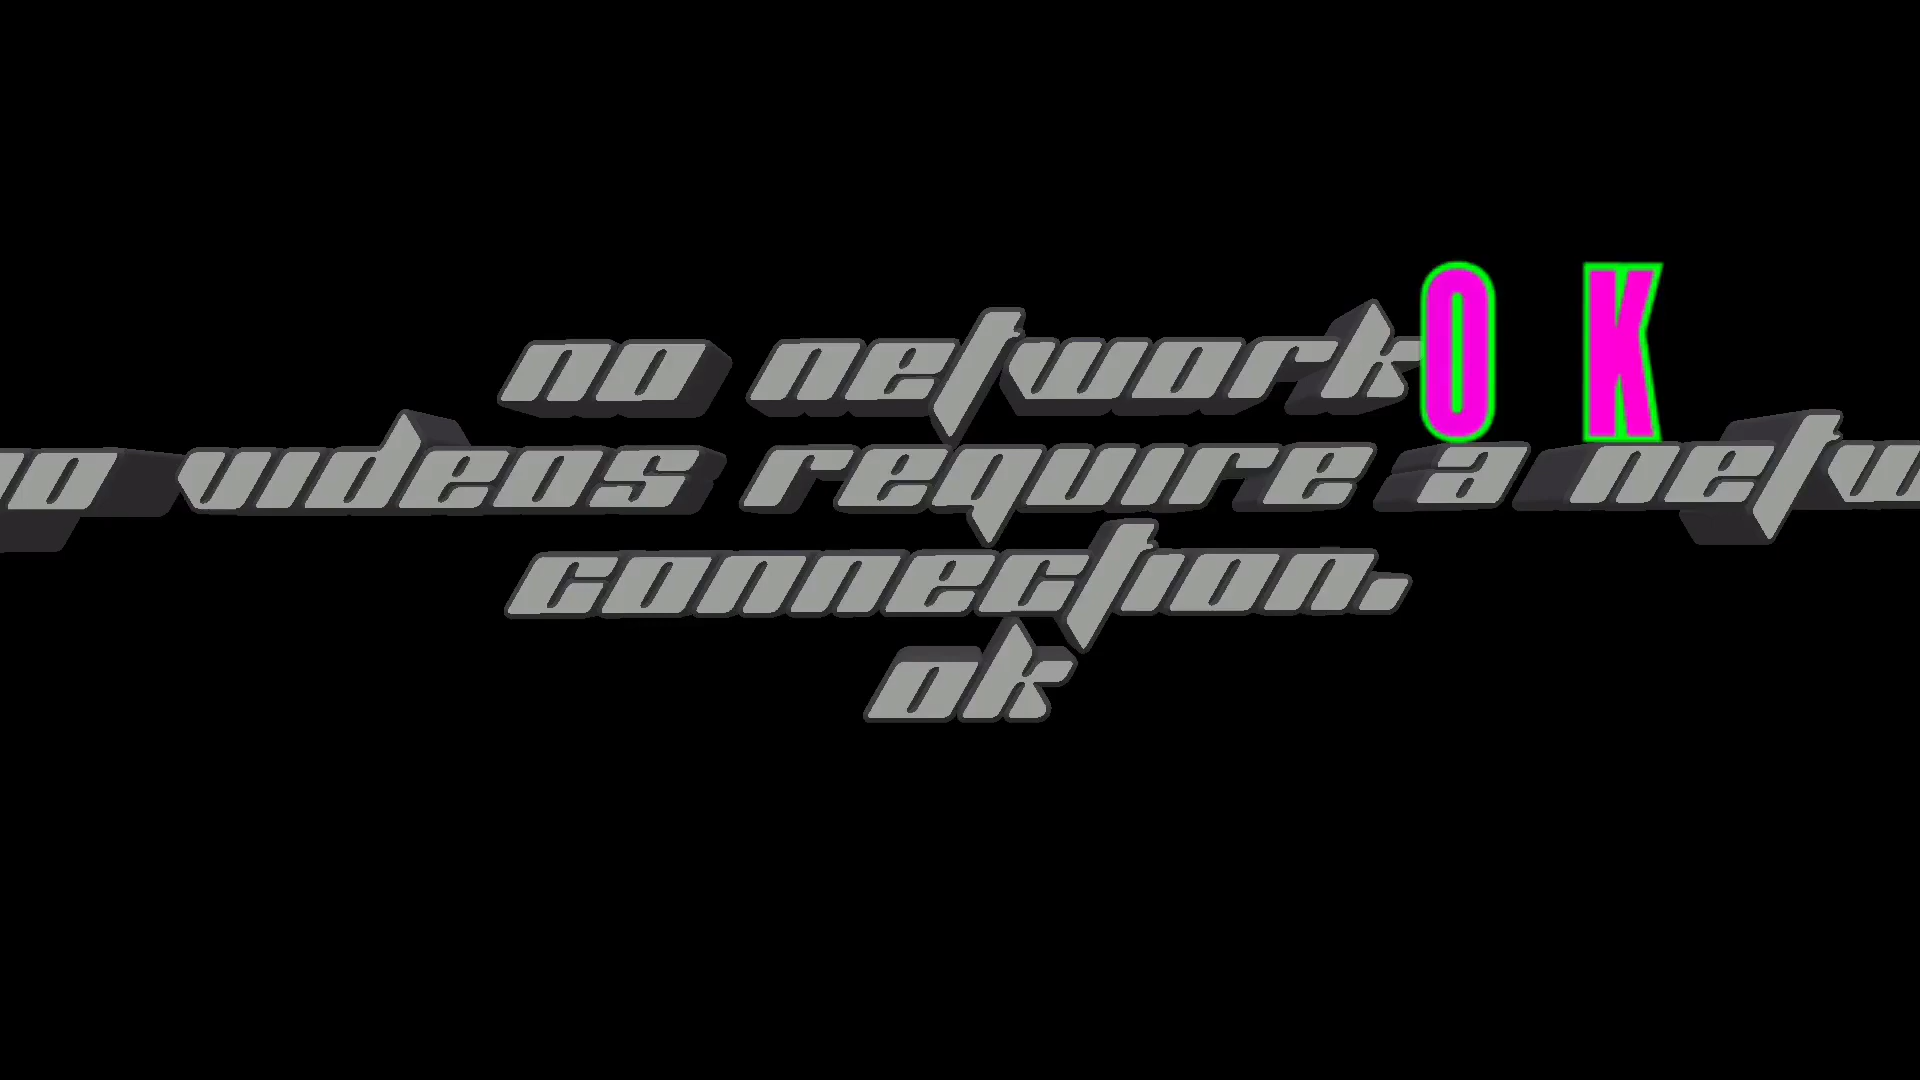 no network
videos require a
connection.
ok
O K